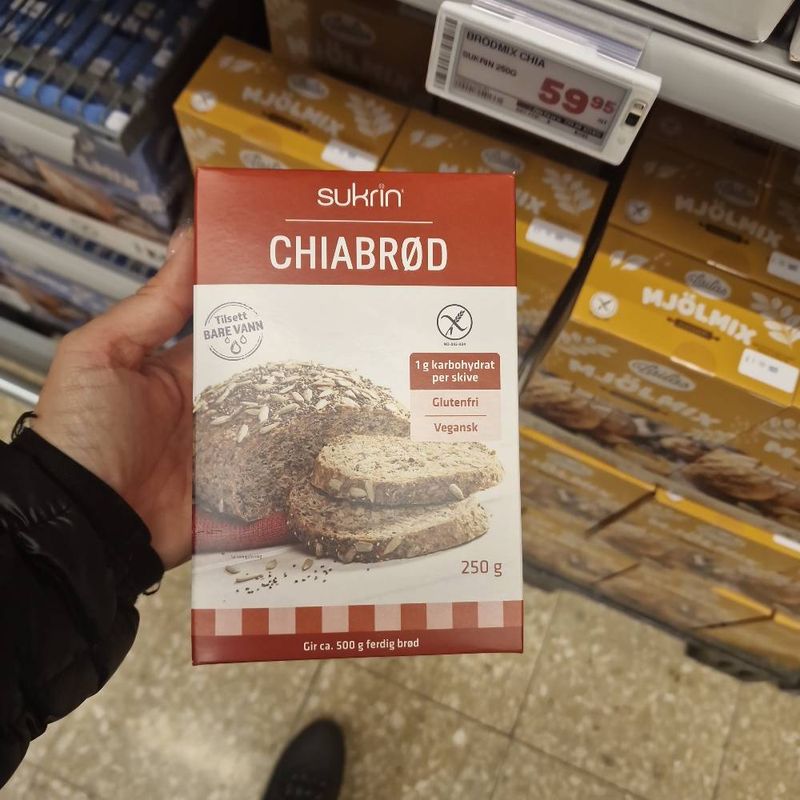 BRØDMIX CHIA
SUKRIN 250G
59 95
MJÖLMIX
sukrin
CHIABRØD
Tilsett
BARE VANN
1 g karbohydrat
per skive
Glutenfri
Vegansk
250 g
Gir ca. 500 g ferdig brød
MJÖLMIX
MJÖLMIX
MJÖLMIX